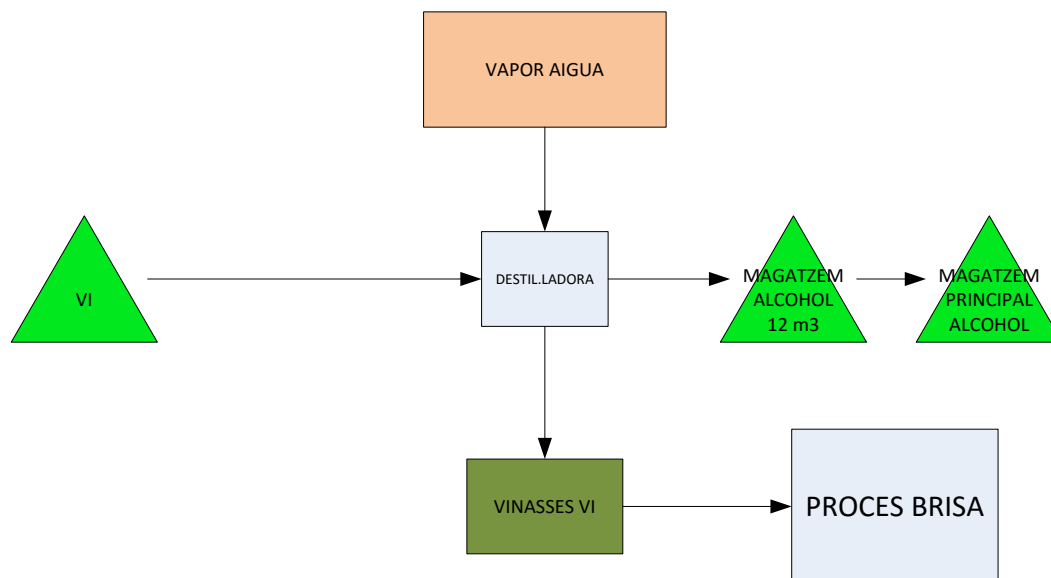 VAPOR AIGUA
VI
DESTIL.LADORA
MAGATZEM
ALCOHOL
12 m3
MAGATZEM
PRINCIPAL
ALCOHOL
VINASSES VI
PROCES BRISA